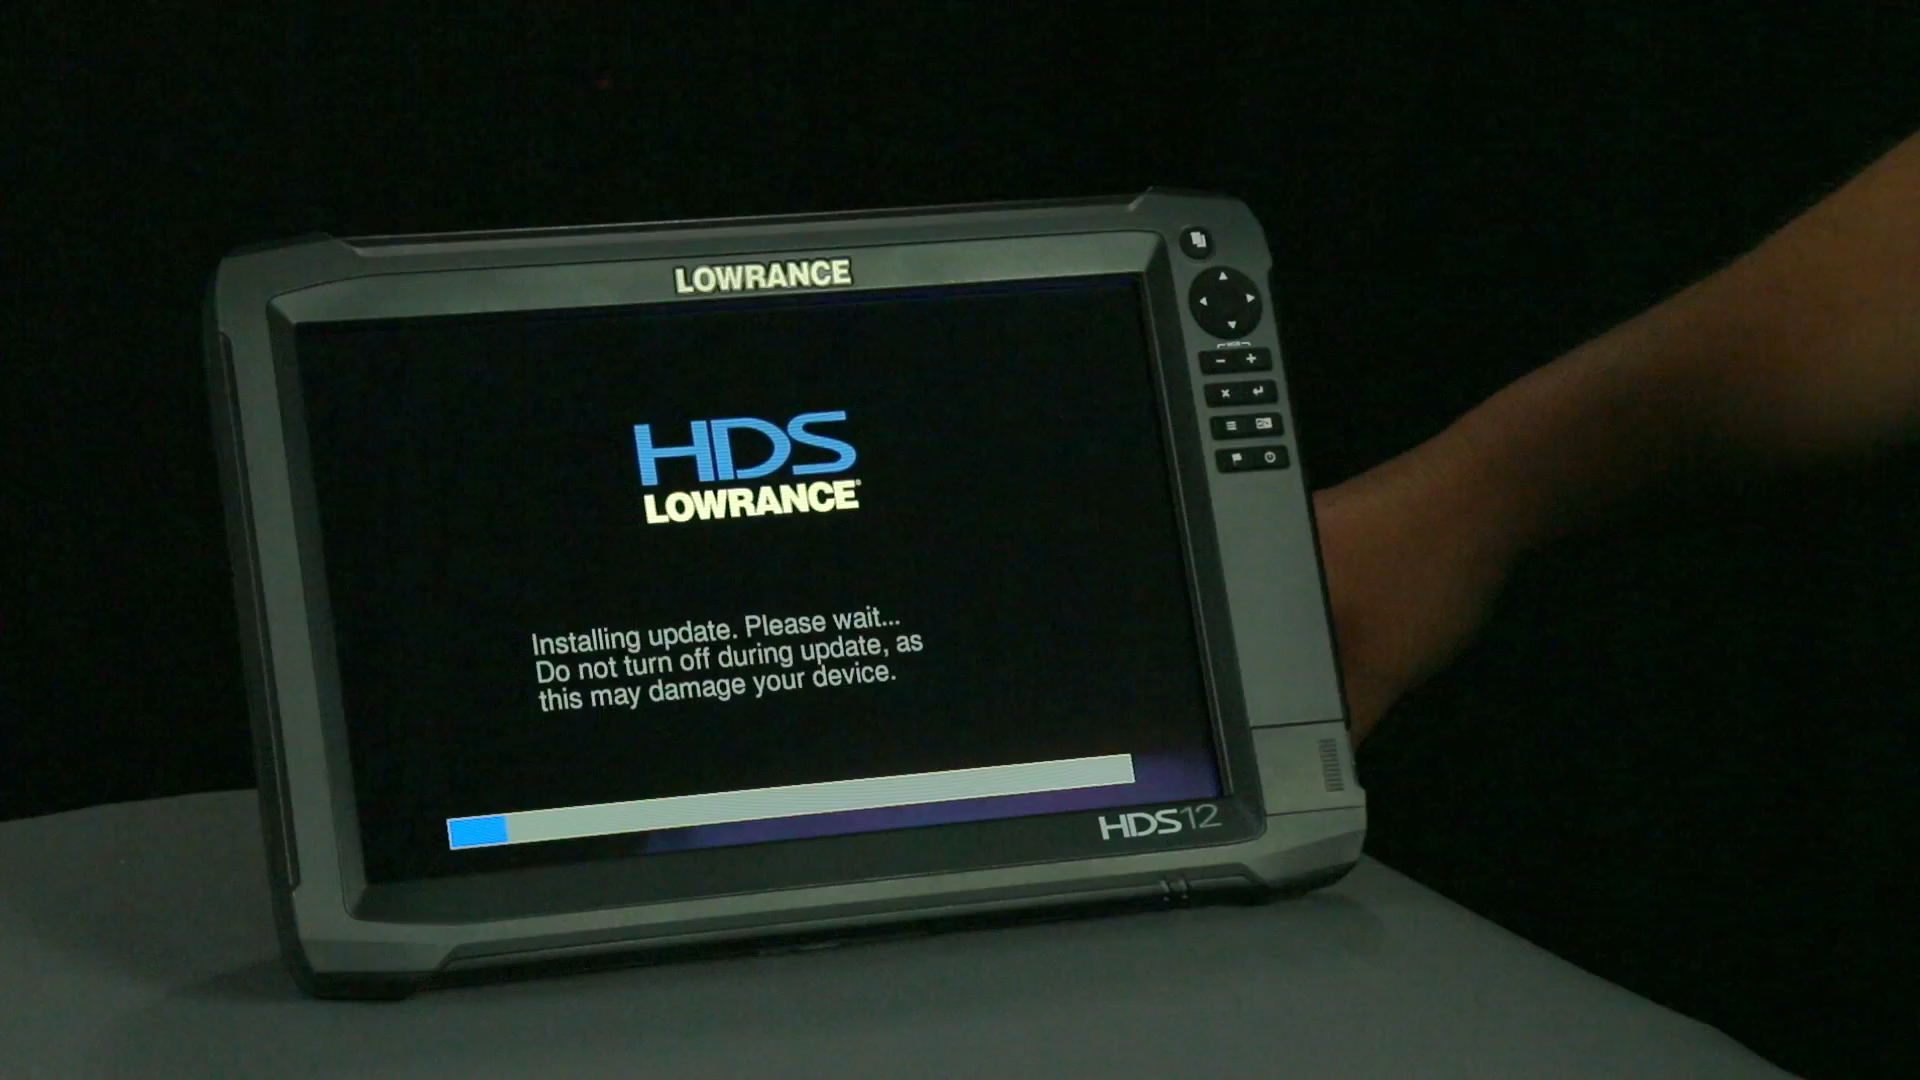 LOWRANCE
HDS
LOWRANCE
Installing update. Please wait...
Do not turn off during update, as
this may damage your device.
HDS12